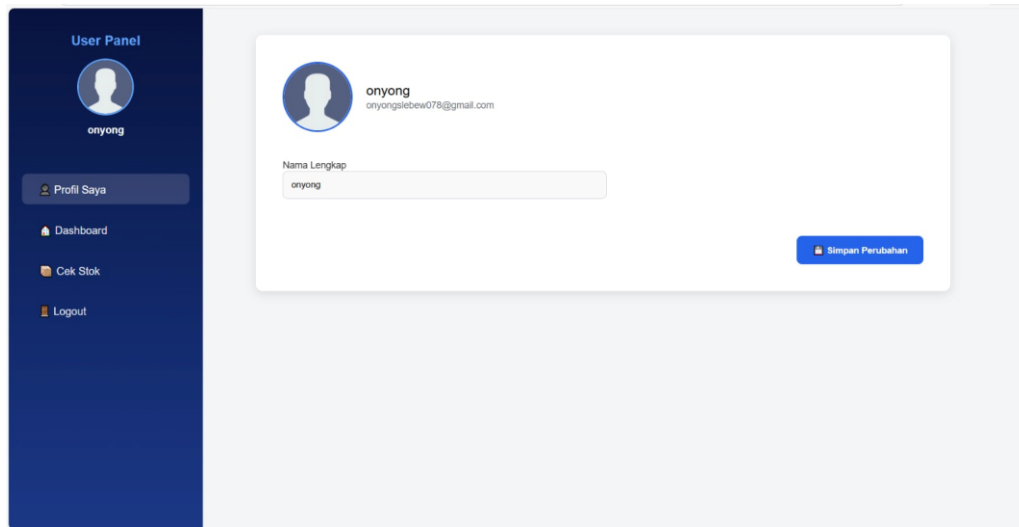 User Panel
onyong
Profil Saya
Dashboard
Cek Stok
Logout
onyong
onyongsiebew078@gmail.com
Nama Lengkap
onyong
Simpan Perubahan